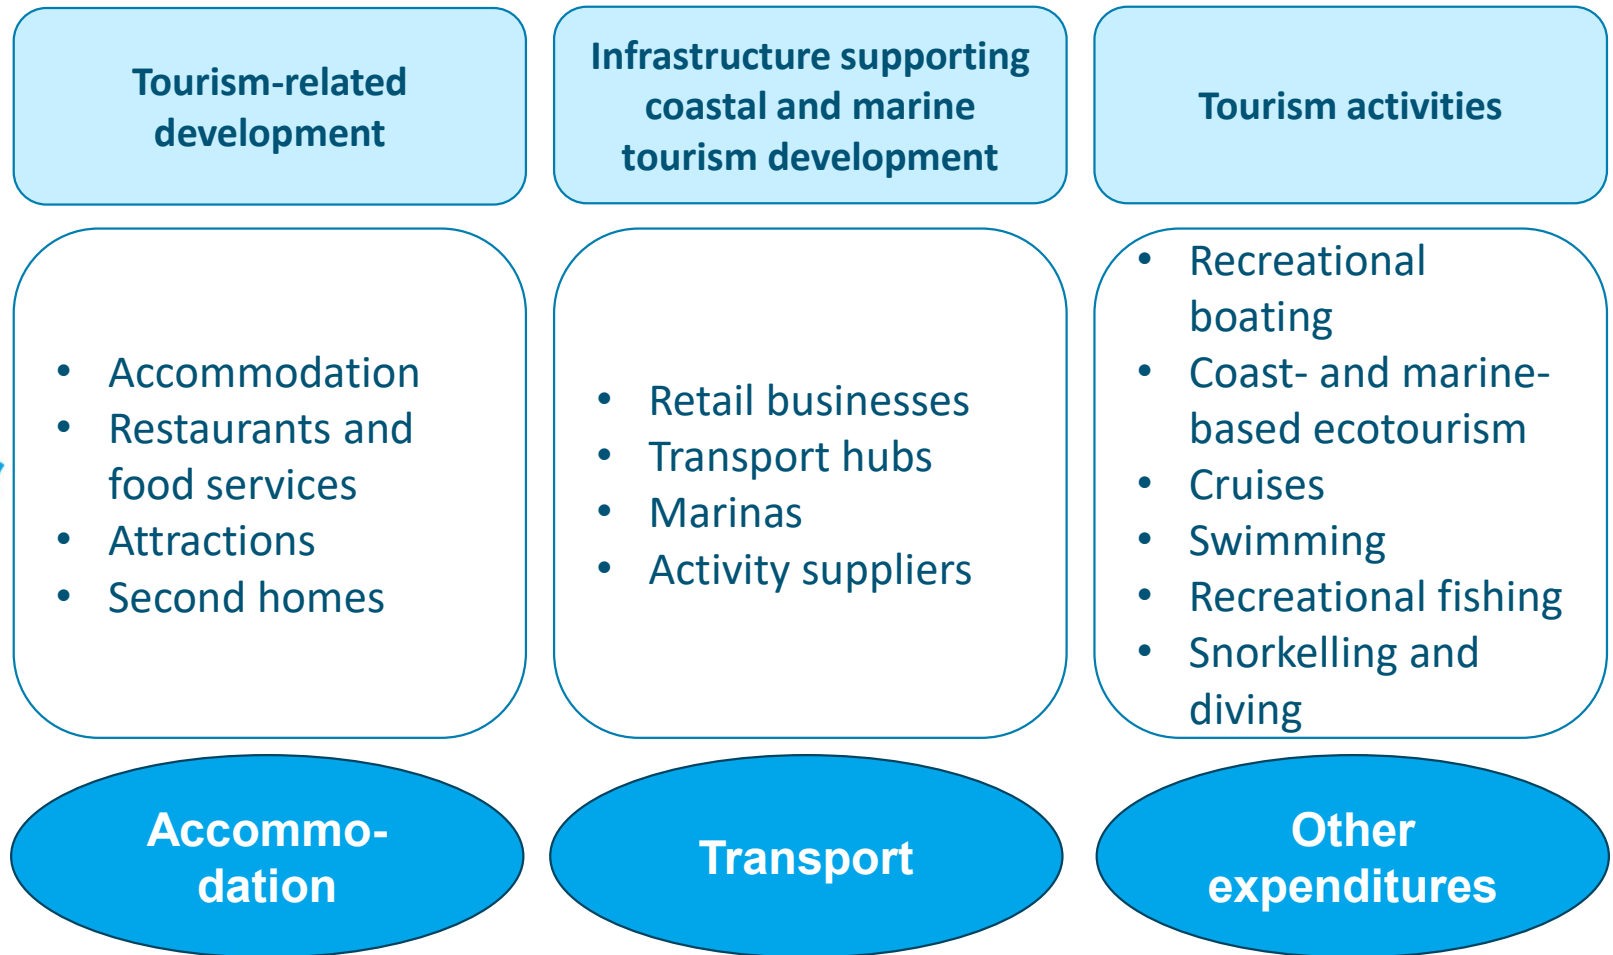 Tourism-related
development
Infrastructure supporting
coastal and marine
tourism development
Tourism activities
• Accommodation
• Restaurants and
food services
• Attractions
• Second homes
• Retail businesses
• Transport hubs
• Marinas
• Activity suppliers
• Recreational
boating
• Coast- and marine-
based ecotourism
• Cruises
• Swimming
• Recreational fishing
• Snorkelling and
diving
Accommo-
dation
Transport
Other
expenditures